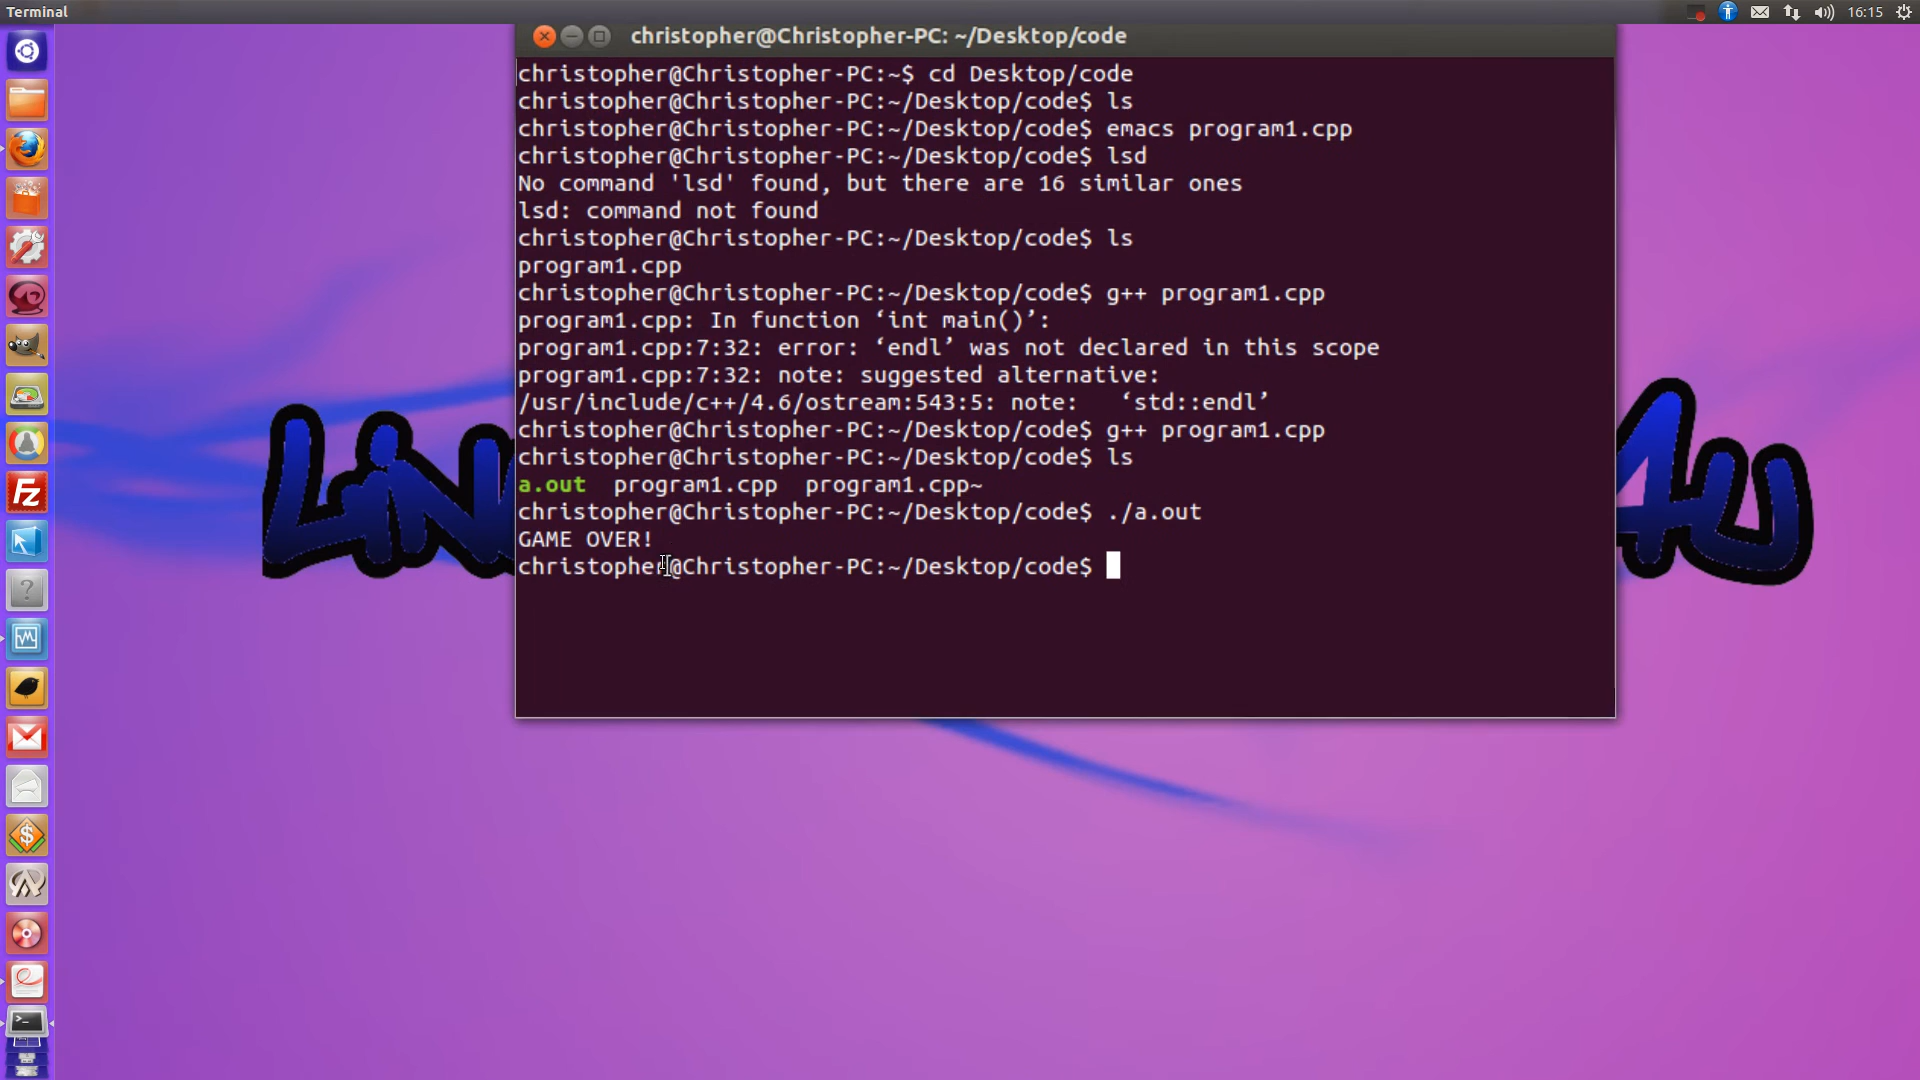 Terminal
16:15
christopher@Christopher-PC: ~/Desktop/code
christopher@Christopher-PC:~$ cd Desktop/code
christopher@Christopher-PC:~/Desktop/code$ ls
christopher@Christopher-PC:~/Desktop/code$ emacs program1.cpp
christopher@Christopher-PC:~/Desktop/code$ lsd
No command 'lsd' found, but there are 16 similar ones
lsd: command not found
christopher@Christopher-PC:~/Desktop/code$ ls
program1.cpp
christopher@Christopher-PC:~/Desktop/code$ g++ program1.cpp
program1.cpp: In function ‘int main()’:
program1.cpp:7:32: error: ‘endl’ was not declared in this scope
program1.cpp:7:32: note: suggested alternative:
/usr/include/c++/4.6/ostream:543:5: note:   ‘std::endl’
christopher@Christopher-PC:~/Desktop/code$ g++ program1.cpp
christopher@Christopher-PC:~/Desktop/code$ ls
a.out  program1.cpp  program1.cpp~
christopher@Christopher-PC:~/Desktop/code$ ./a.out
GAME OVER!
christopher@Christopher-PC:~/Desktop/code$
Fz